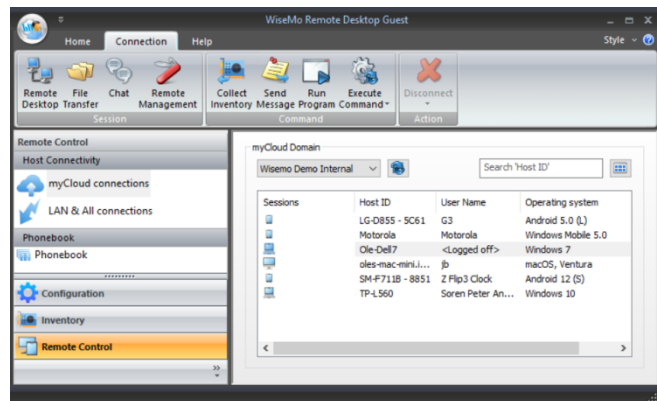 WiseMo Remote Desktop Guest
Home Connection Help Style
Remote Desktop File Transfer Chat Remote Management Collect Inventory Send Message Run Program Execute Command Disconnect
Session Command Action
Remote Control
Host Connectivity
myCloud connections
LAN & All connections
Phonebook
Phonebook
Configuration
Inventory
Remote Control
myCloud Domain
Wisemo Demo Internal Search 'Host ID'
Sessions Host ID User Name Operating system
LG-D855 - 5C61 G3 Android 5.0 (L)
Motorola Motorola Windows Mobile 5.0
Ole-Dell7 <Logged off> Windows 7
oles-mac-mini.i... jb macOS, Ventura
SM-F711B - 8851 Z Flip3 Clock Android 12 (S)
TP-L560 Soren Peter An... Windows 10